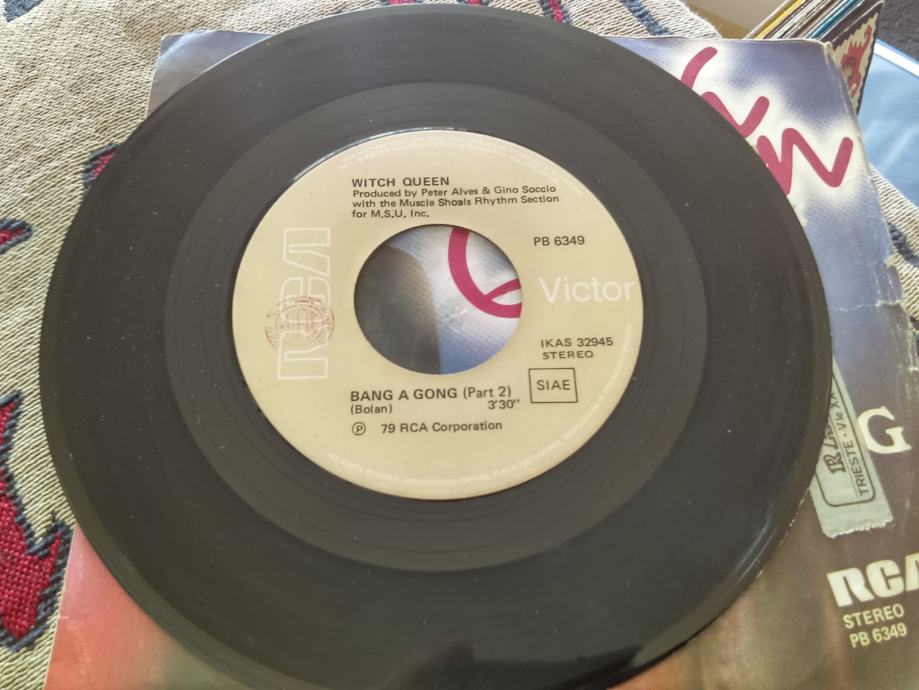 WITCH QUEEN
Produced by Peter Alves & Gino Soccio
with the Muscle Shoals Rhythm Section
for M.S.U, Inc.
PB 6349
RCA
Victor
IKAS 32945
STEREO
SIAE
BANG A GONG (Part 2)
(Bolan) 3'30"
℗ 79 RCA Corporation
G
TRIESTE - V.le XX
RCA
STEREO
PB 6349